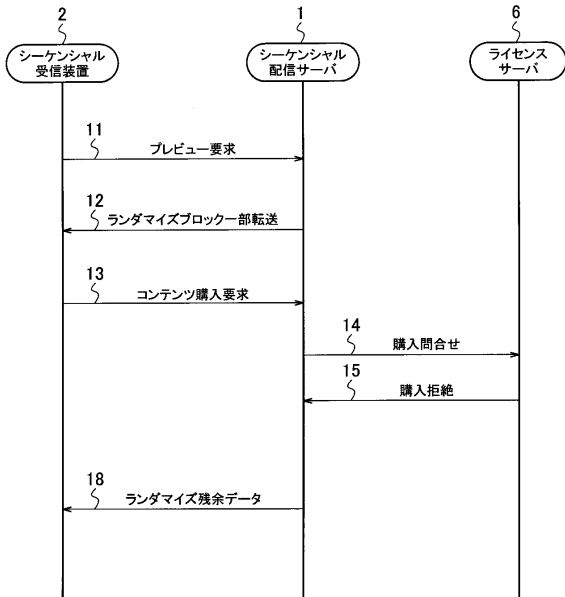 2
1
6
シーケンシャル
受信装置
シーケンシャル
配信サーバ
ライセンス
サーバ
11
プレビュー要求
12
ランダマイズブロック一部転送
13
コンテンツ購入要求
14
購入問合せ
15
購入拒絶
18
ランダマイズ残余データ